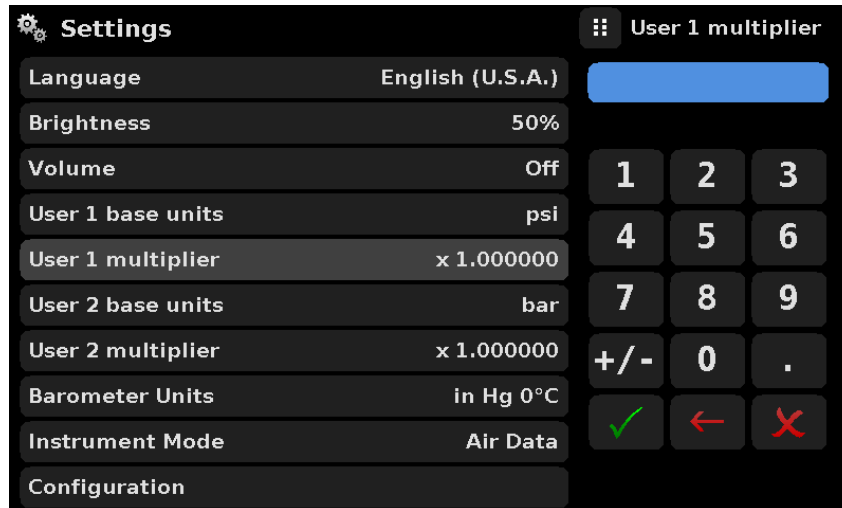 Settings
Language English (U.S.A.)
Brightness 50%
Volume Off
User 1 base units psi
User 1 multiplier x 1.000000
User 2 base units bar
User 2 multiplier x 1.000000
Barometer Units in Hg 0°C
Instrument Mode Air Data
Configuration
User 1 multiplier
1 2 3
4 5 6
7 8 9
+/- 0 .